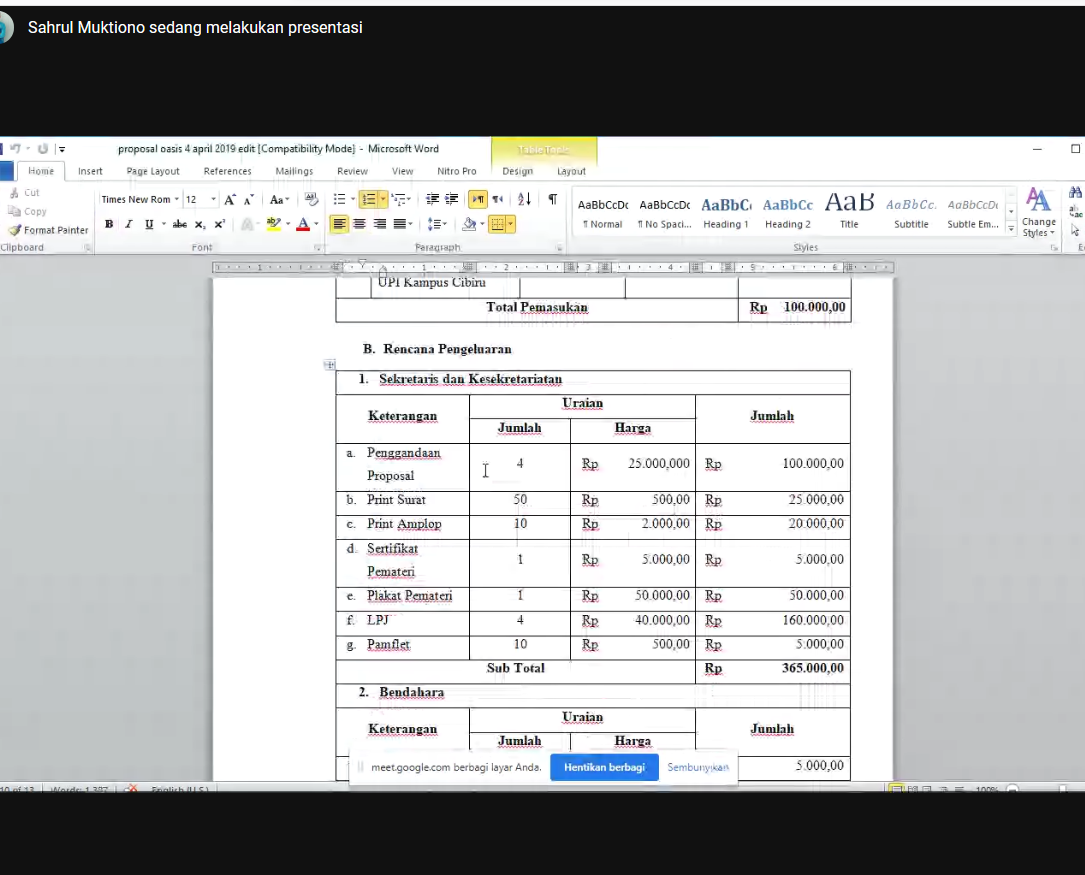 Sahrul Muktiono sedang melakukan presentasi
proposal oasis 4 april 2019 edit [Compatibility Mode] - Microsoft Word
Table Tools
Home Insert Page Layout References Mailings Review View Nitro Pro Design Layout
Cut
Copy
Format Painter
Clipboard
Times New Rom 12
Font
Paragraph
AaBbCcDc AaBbCcDc AaBbC AaBbCc AaB AaBbCc. AaBbCcDc
¶ Normal ¶ No Spaci... Heading 1 Heading 2 Title Subtitle Subtle Em...
Change
Styles
Styles
UPI Kampus Cibiru
Total Pemasukan Rp 100.000,00
B. Rencana Pengeluaran
1. Sekretaris dan Kesekretariatan
Keterangan Uraian Jumlah
Jumlah Harga
a. Penggandaan Proposal 4 Rp 25.000,000 Rp 100.000,00
b. Print Surat 50 Rp 500,00 Rp 25.000,00
c. Print Amplop 10 Rp 2.000,00 Rp 20.000,00
d. Sertifikat Pemateri 1 Rp 5.000,00 Rp 5.000,00
e. Plakat Pemateri 1 Rp 50.000,00 Rp 50.000,00
f. LPJ 4 Rp 40.000,00 Rp 160.000,00
g. Pamflet 10 Rp 500,00 Rp 5.000,00
Sub Total Rp 365.000,00
2. Bendahara
Keterangan Uraian Jumlah
Jumlah Harga
5.000,00
meet.google.com berbagi layar Anda. Hentikan berbagi Sembunyikan
10 of 13 Words: 1.397 English (U.S.) 100%